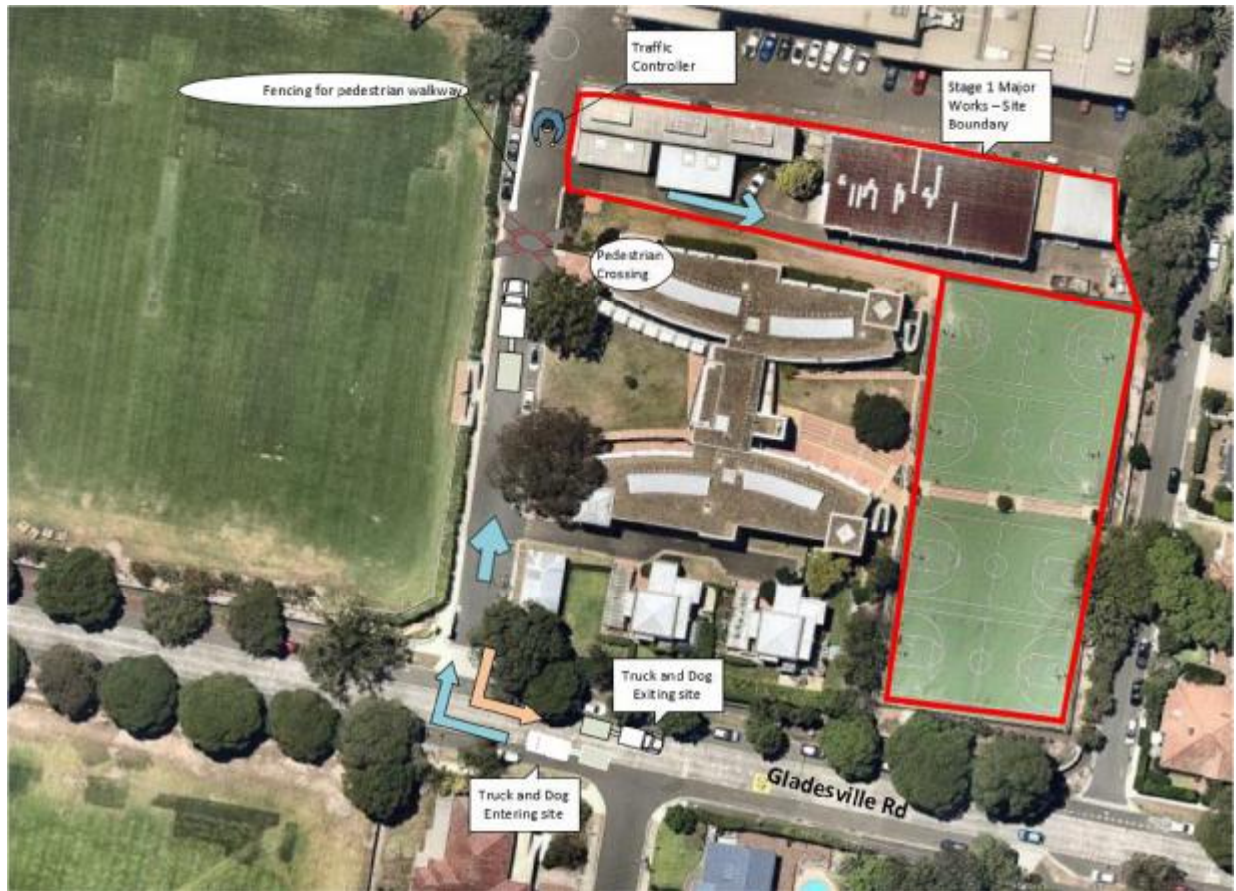 Traffic
Controller
Fencing for pedestrian walkway
Stage 1 Major
Works – Site
Boundary
Pedestrian
Crossing
Truck and Dog
Exiting site
Gladesville Rd
Truck and Dog
Entering site